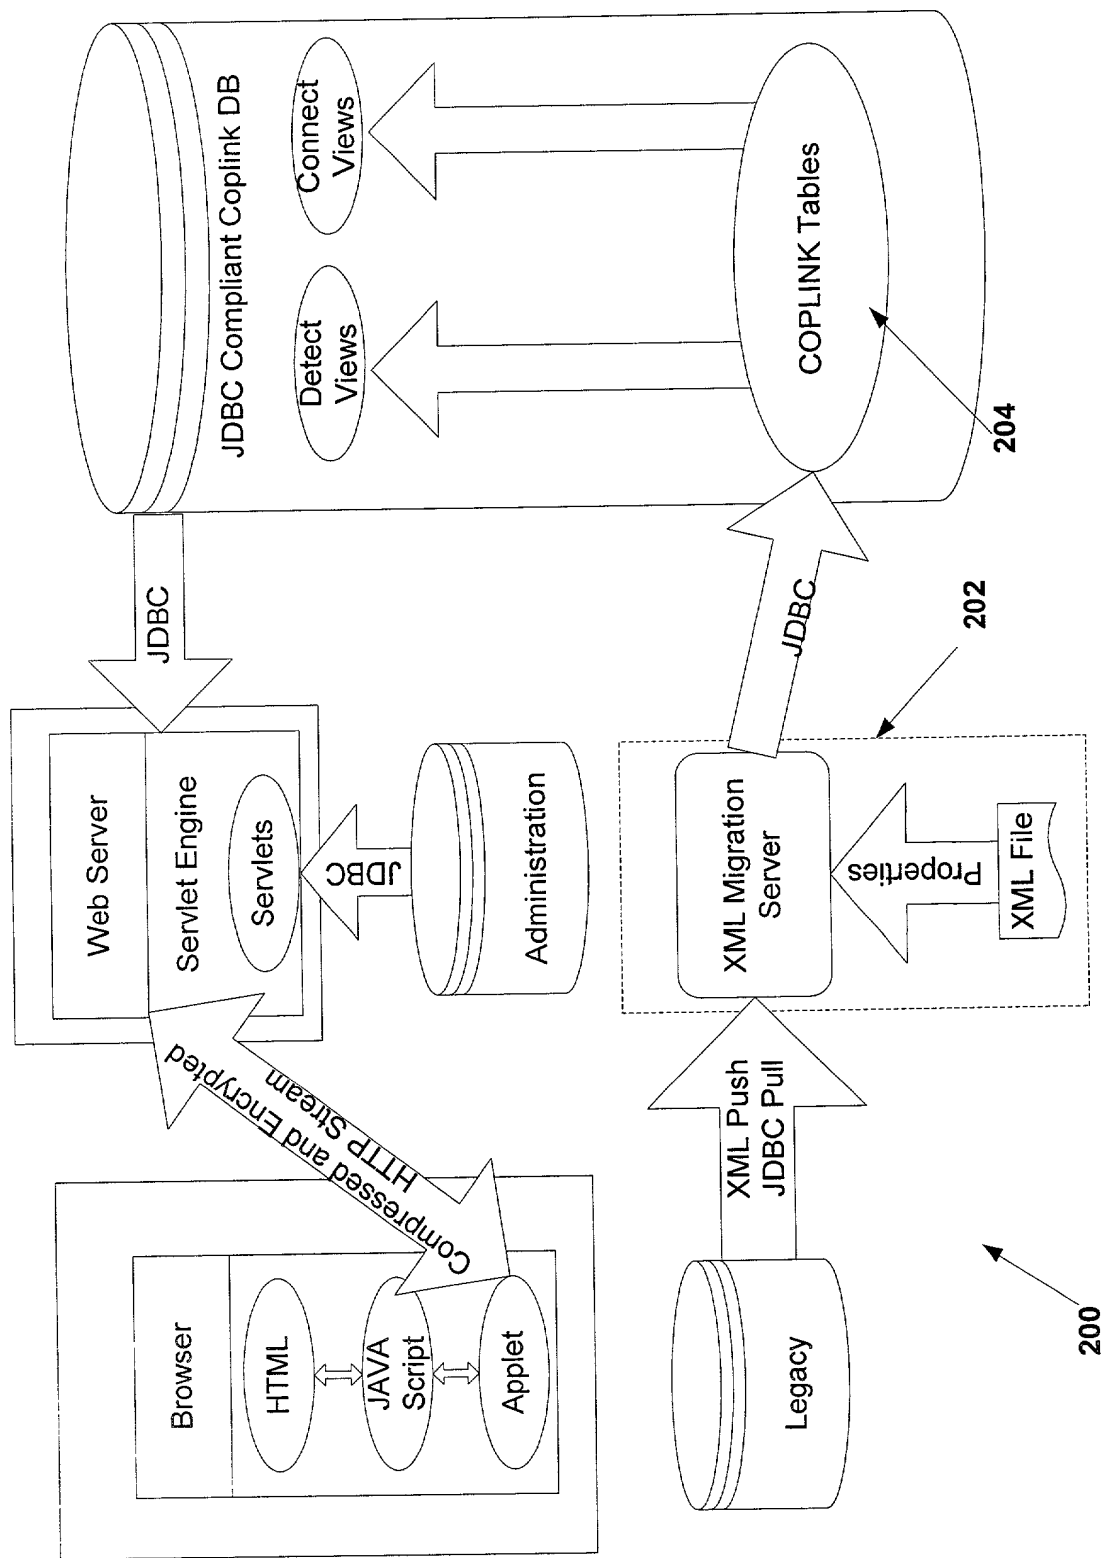 Browser
HTML
JAVA
Script
Applet
Compressed and Encrypted
HTTP Stream
Web Server
Servlet Engine
Servlets
JDBC
Administration
JDBC
JDBC Compliant Coplink DB
Detect
Views
Connect
Views
COPLINK Tables
204
Legacy
XML Push
JDBC Pull
XML Migration
Server
Properties
XML File
JDBC
202
200